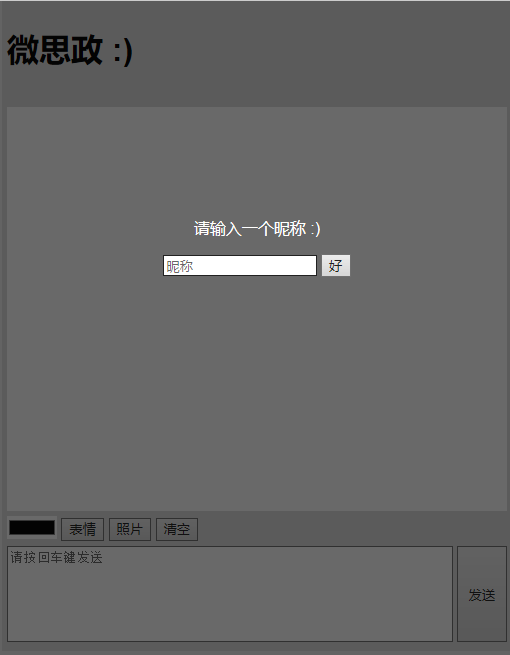 微思政 :)
请输入一个昵称 :)
昵称 好
表情 照片 清空
请按回车键发送
发送